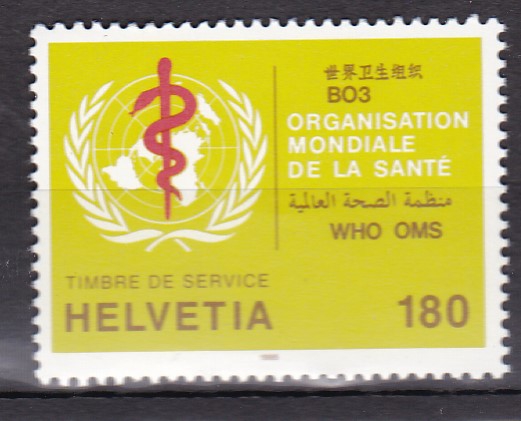 世界卫生组织
ВОЗ
ORGANISATION
MONDIALE
DE LA SANTÉ
منظمة الصحة العالمية
WHO OMS
TIMBRE DE SERVICE
HELVETIA 180